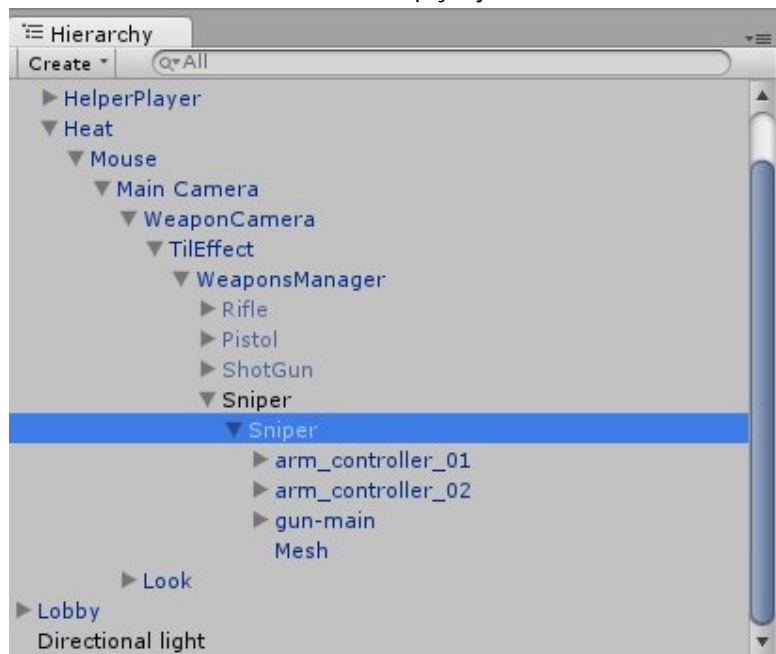 Hierarchy
Create All
HelperPlayer
Heat
Mouse
Main Camera
WeaponCamera
TilEffect
WeaponsManager
Rifle
Pistol
ShotGun
Sniper
Sniper
arm_controller_01
arm_controller_02
gun-main
Mesh
Look
Lobby
Directional light